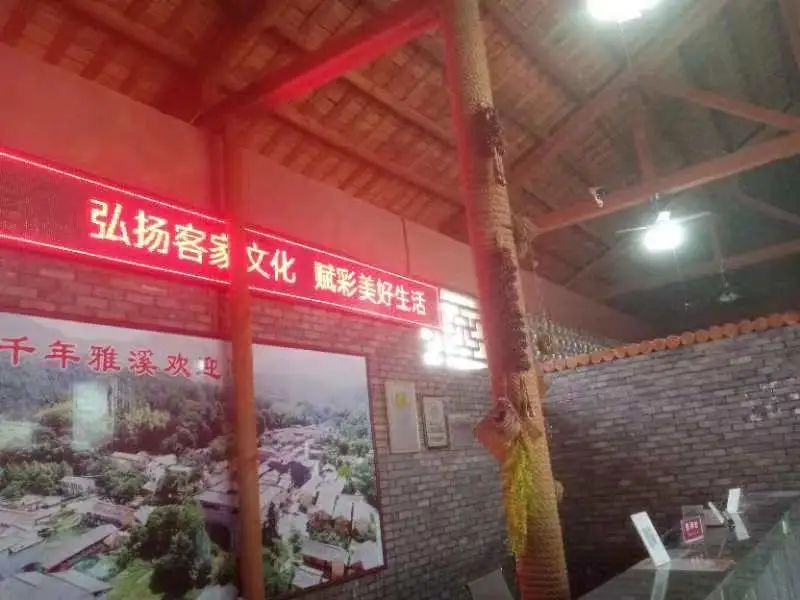 弘扬客家文化 赋彩美好生活
千年雅溪欢迎